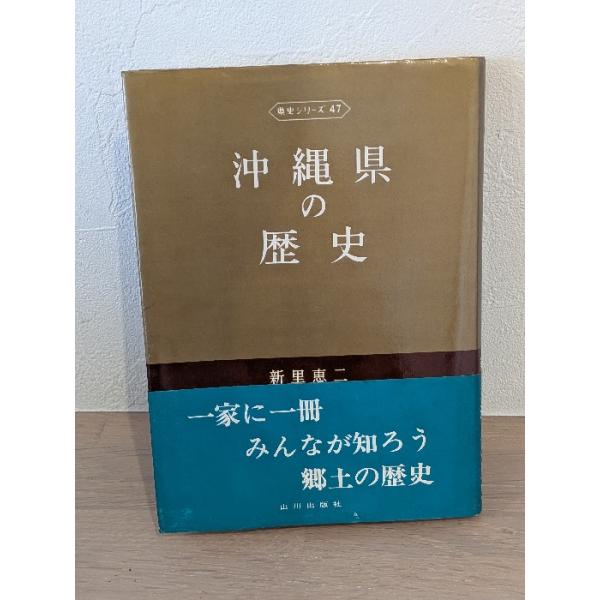 県史シリーズ 47
沖縄県
の
歴史
新里恵二
一家に一冊
みんなが知ろう
郷土の歴史
山川出版社